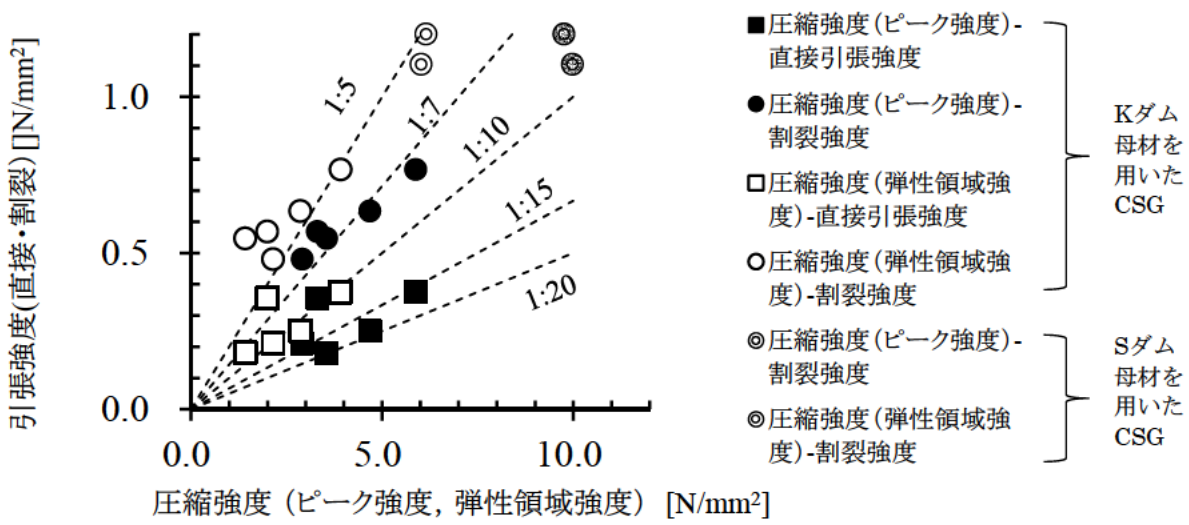 引張強度(直接・割裂)[]N/mm²]
1.0
0.5
0.0
0.0
5.0
10.0
圧縮強度（ピーク強度, 弾性領域強度）[N/mm²]
1:5
1:7
1:10
1:15
1:20
圧縮強度(ピーク強度)-
直接引張強度
圧縮強度(ピーク強度)-
割裂強度
圧縮強度(弾性領域強
度)-直接引張強度
圧縮強度(弾性領域強
度)-割裂強度
圧縮強度(ピーク強度)-
割裂強度
圧縮強度(弾性領域強
度)-割裂強度
Kダム
母材を
用いた
CSG
Sダム
母材を
用いた
CSG